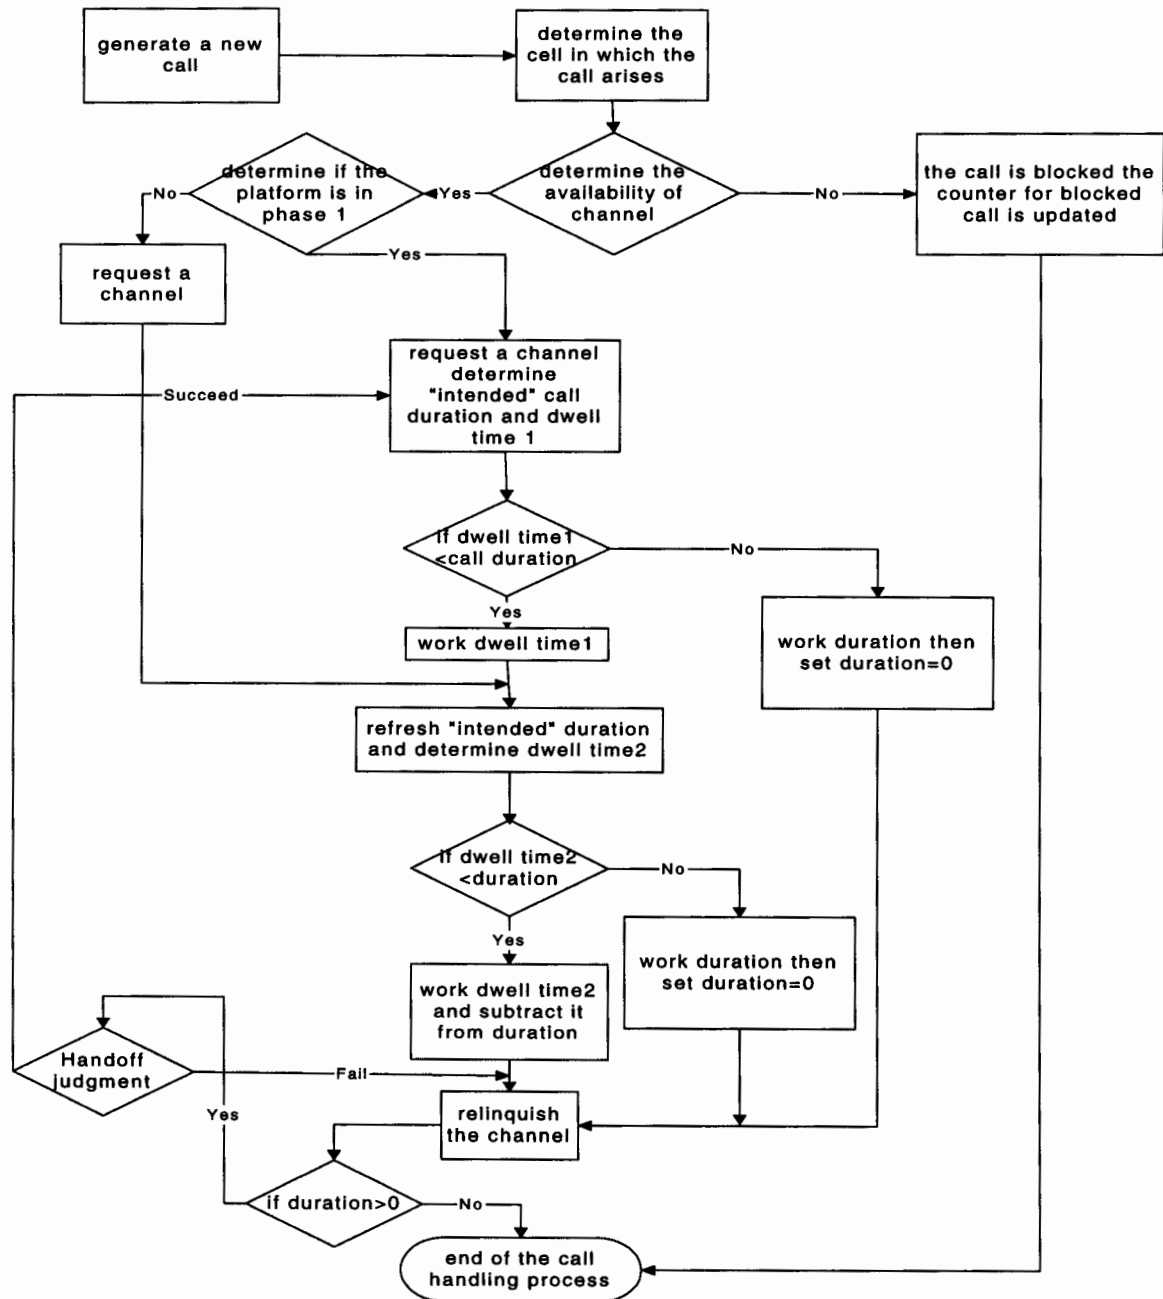 generate a new
call
determine the
cell in which the
call arises
determine if the
platform is in
phase 1
No
Yes
determine the
availability of
channel
No
the call is blocked the
counter for blocked
call is updated
request a
channel
Yes
request a channel
determine
"intended" call
duration and dwell
time 1
Succeed
if dwell time1
<call duration
No
Yes
work dwell time1
work duration then
set duration=0
refresh "intended" duration
and determine dwell time2
if dwell time2
<duration
No
Yes
work dwell time2
and subtract it
from duration
work duration then
set duration=0
Handoff
judgment
Fail
Yes
relinquish
the channel
if duration>0
No
end of the call
handling process